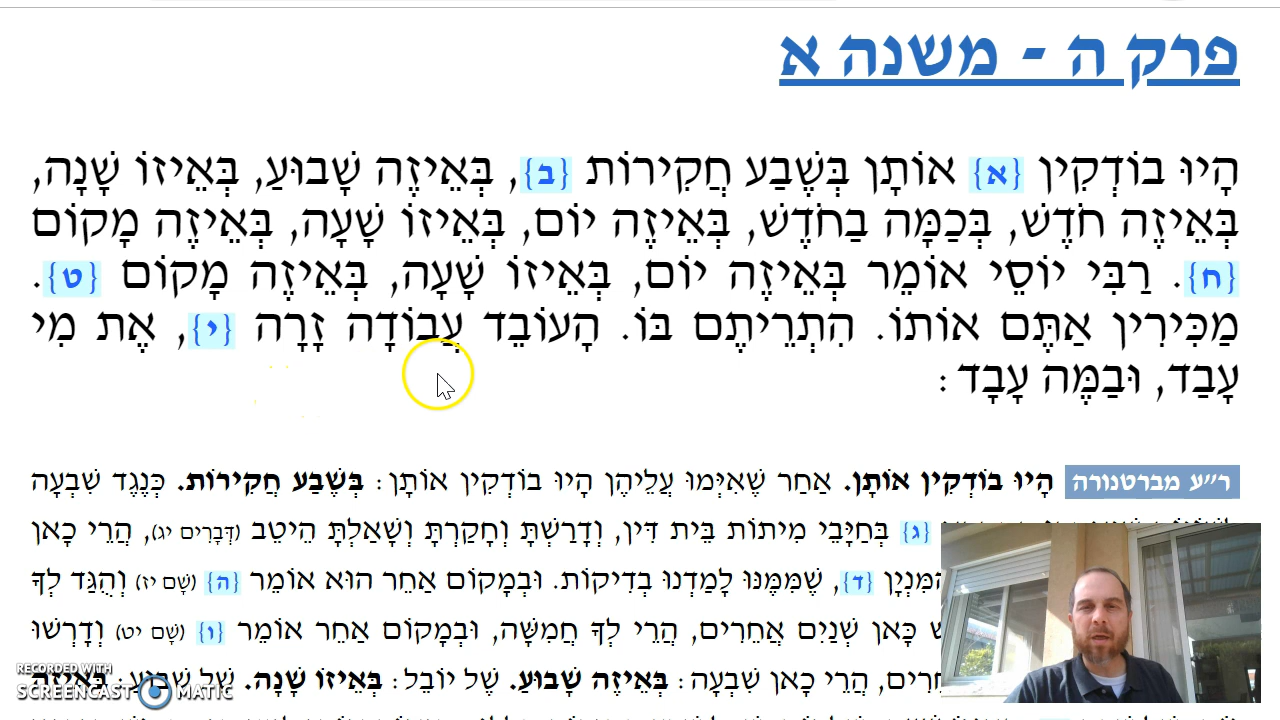 פרק ה - משנה א
הָיוּ בוֹדְקִין {א} אוֹתָן בְּשֶׁבַע חֲקִירוֹת {ב}, בְּאֵיזֶה שָׁבוּעַ, בְּאֵיזוֹ שָׁנָה,
בְּאֵיזֶה חֹדֶשׁ, בְּכַמָּה בַחֹדֶשׁ, בְּאֵיזֶה יוֹם, בְּאֵיזוֹ שָׁעָה, בְּאֵיזֶה מָקוֹם
{ח}. רַבִּי יוֹסֵי אוֹמֵר בְּאֵיזֶה יוֹם, בְּאֵיזוֹ שָׁעָה, בְּאֵיזֶה מָקוֹם {ט}.
מַכִּירִין אַתֶּם אוֹתוֹ. הִתְרֵיתֶם בּוֹ. הָעוֹבֵד עֲבוֹדָה זָרָה {י}, אֶת מִי
עָבַד, וּבַמֶּה עָבָד:
ר״ע מברטנורה הָיוּ בּוֹדְקִין אוֹתָן. אַחַר שֶׁאִיְּמוּ עֲלֵיהֶן הָיוּ בוֹדְקִין אוֹתָן: בְּשֶׁבַע חֲקִירוֹת. כְּנֶגֶד שִׁבְעָה
{ג} בְּחַיָּבֵי מִיתוֹת בֵּית דִּין, וְדָרַשְׁתָּ וְחָקַרְתָּ וְשָׁאַלְתָּ הֵיטֵב (דְּבָרִים יג), הֲרֵי כָאן
הַמִּנְיָן {ד}, שֶׁמִּמֶּנּוּ לָמַדְנוּ בְדִיקוֹת. וּבְמָקוֹם אַחֵר הוּא אוֹמֵר {ה} (שָׁם יז) וְהֻגַּד לְךָ
כָּאן שְׁנַיִם אֲחֵרִים, הֲרֵי לְךָ חֲמִשָּׁה, וּבְמָקוֹם אַחֵר אוֹמֵר {ו} (שָׁם יט) וְדָרְשׁוּ
הֲרֵי כָאן שִׁבְעָה: בְּאֵיזֶה שָׁבוּעַ. שֶׁל יוֹבֵל: בְּאֵיזוֹ שָׁנָה. שֶׁל שָׁבוּעַ: בְּאֵיזֶה
RECORDED WITH
SCREENCAST MATIC